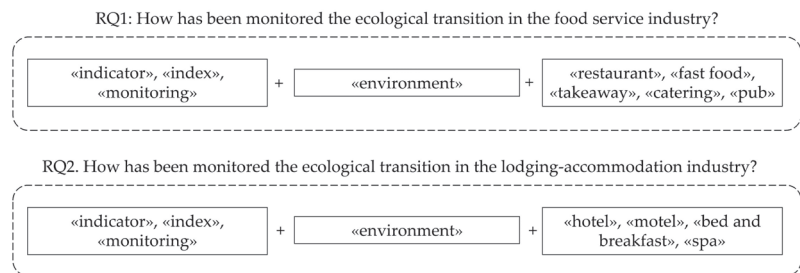 RQ1: How has been monitored the ecological transition in the food service industry?
«indicator», «index»,
«monitoring»
+
«environment»
+
«restaurant», «fast food»,
«takeaway», «catering», «pub»
RQ2. How has been monitored the ecological transition in the lodging-accommodation industry?
«indicator», «index»,
«monitoring»
+
«environment»
+
«hotel», «motel», «bed and
breakfast», «spa»